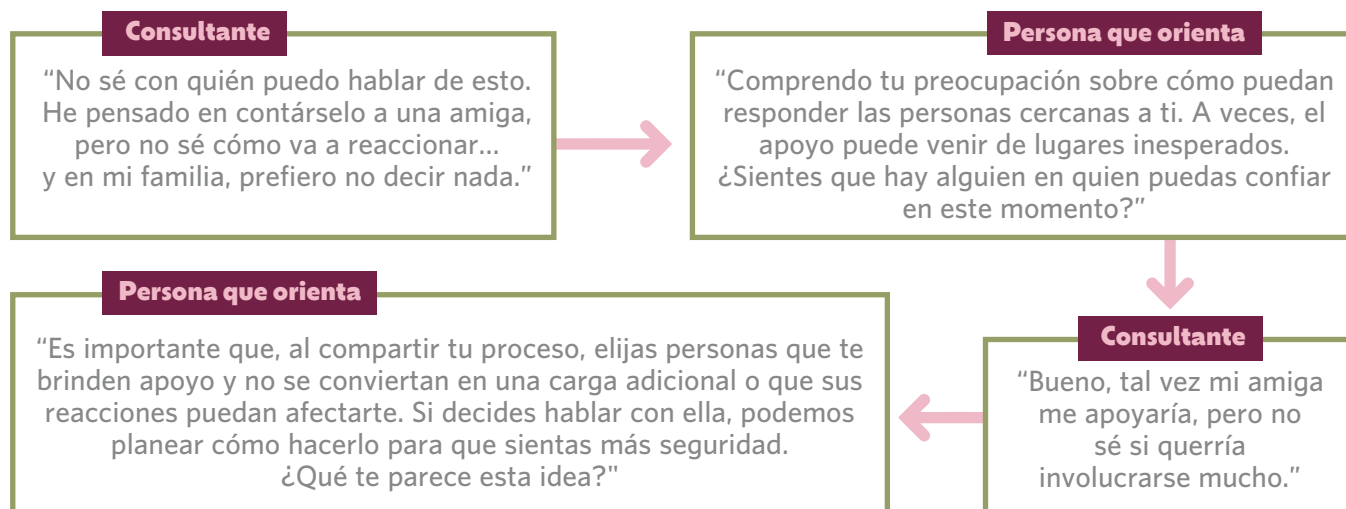 Consultante
“No sé con quién puedo hablar de esto.
He pensado en contárselo a una amiga,
pero no sé cómo va a reaccionar...
y en mi familia, prefiero no decir nada.”
Persona que orienta
“Comprendo tu preocupación sobre cómo puedan
responder las personas cercanas a ti. A veces, el
apoyo puede venir de lugares inesperados.
¿Sientes que hay alguien en quien puedas confiar
en este momento?”
Consultante
“Bueno, tal vez mi amiga
me apoyaría, pero no
sé si querría
involucrarse mucho.”
Persona que orienta
“Es importante que, al compartir tu proceso, elijas personas que te
brinden apoyo y no se conviertan en una carga adicional o que sus
reacciones puedan afectarte. Si decides hablar con ella, podemos
planear cómo hacerlo para que sientas más seguridad.
¿Qué te parece esta idea?"